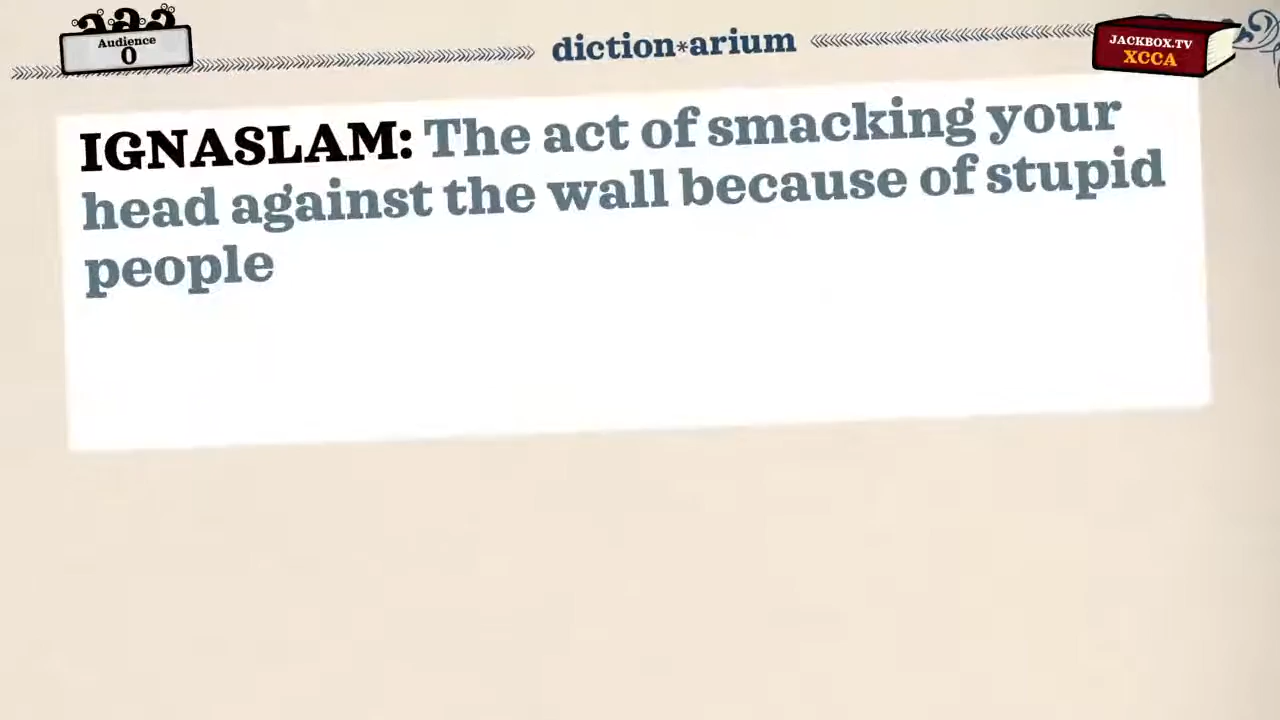 Audience
0
diction*arium
JACKBOX.TV
XCCA
IGNASLAM: The act of smacking your
head against the wall because of stupid
people